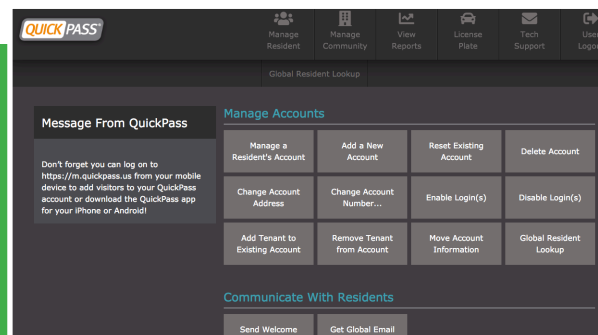 QUICK PASS
Manage
Resident
Manage
Community
View
Reports
License
Plate
Tech
Support
User
Logo
Global Resident Lookup
Message From QuickPass
Don't forget you can log on to
https://m.quickpass.us from your mobile
device to add visitors to your QuickPass
account or download the QuickPass app
for your iPhone or Android!
Manage Accounts
Manage a
Resident's Account
Add a New
Account
Reset Existing
Account
Delete Account
Change Account
Address
Change Account
Number...
Enable Login(s)
Disable Login(s)
Add Tenant to
Existing Account
Remove Tenant
from Account
Move Account
Information
Global Resident
Lookup
Communicate With Residents
Send Welcome
Get Global Email